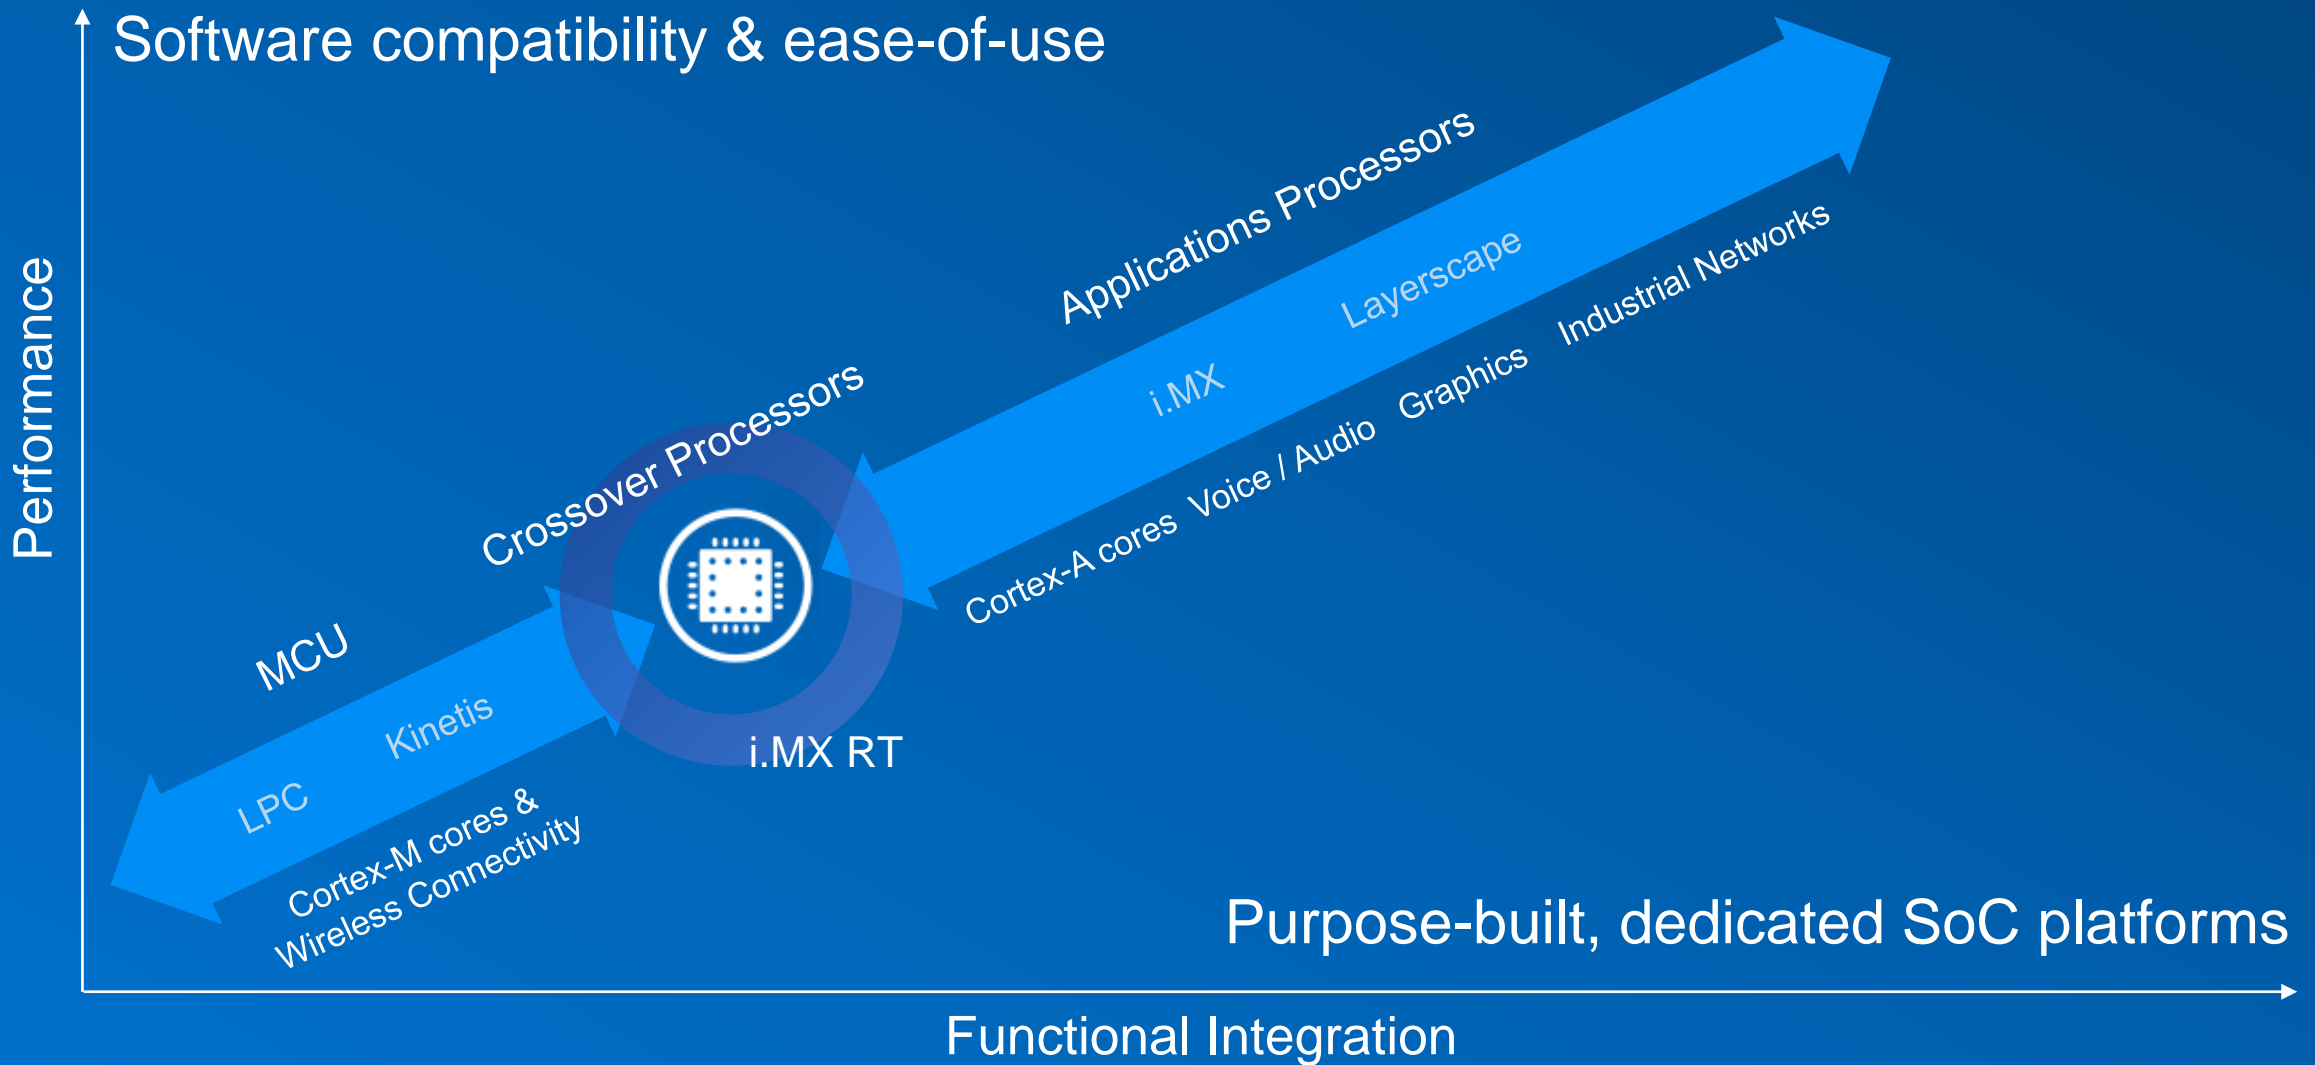 Software compatibility & ease-of-use
Performance
Applications Processors
Layerscape
i.MX
Industrial Networks
Graphics
Voice / Audio
Cortex-A cores
Crossover Processors
i.MX RT
MCU
Kinetis
LPC
Cortex-M cores &
Wireless Connectivity
Purpose-built, dedicated SoC platforms
Functional Integration